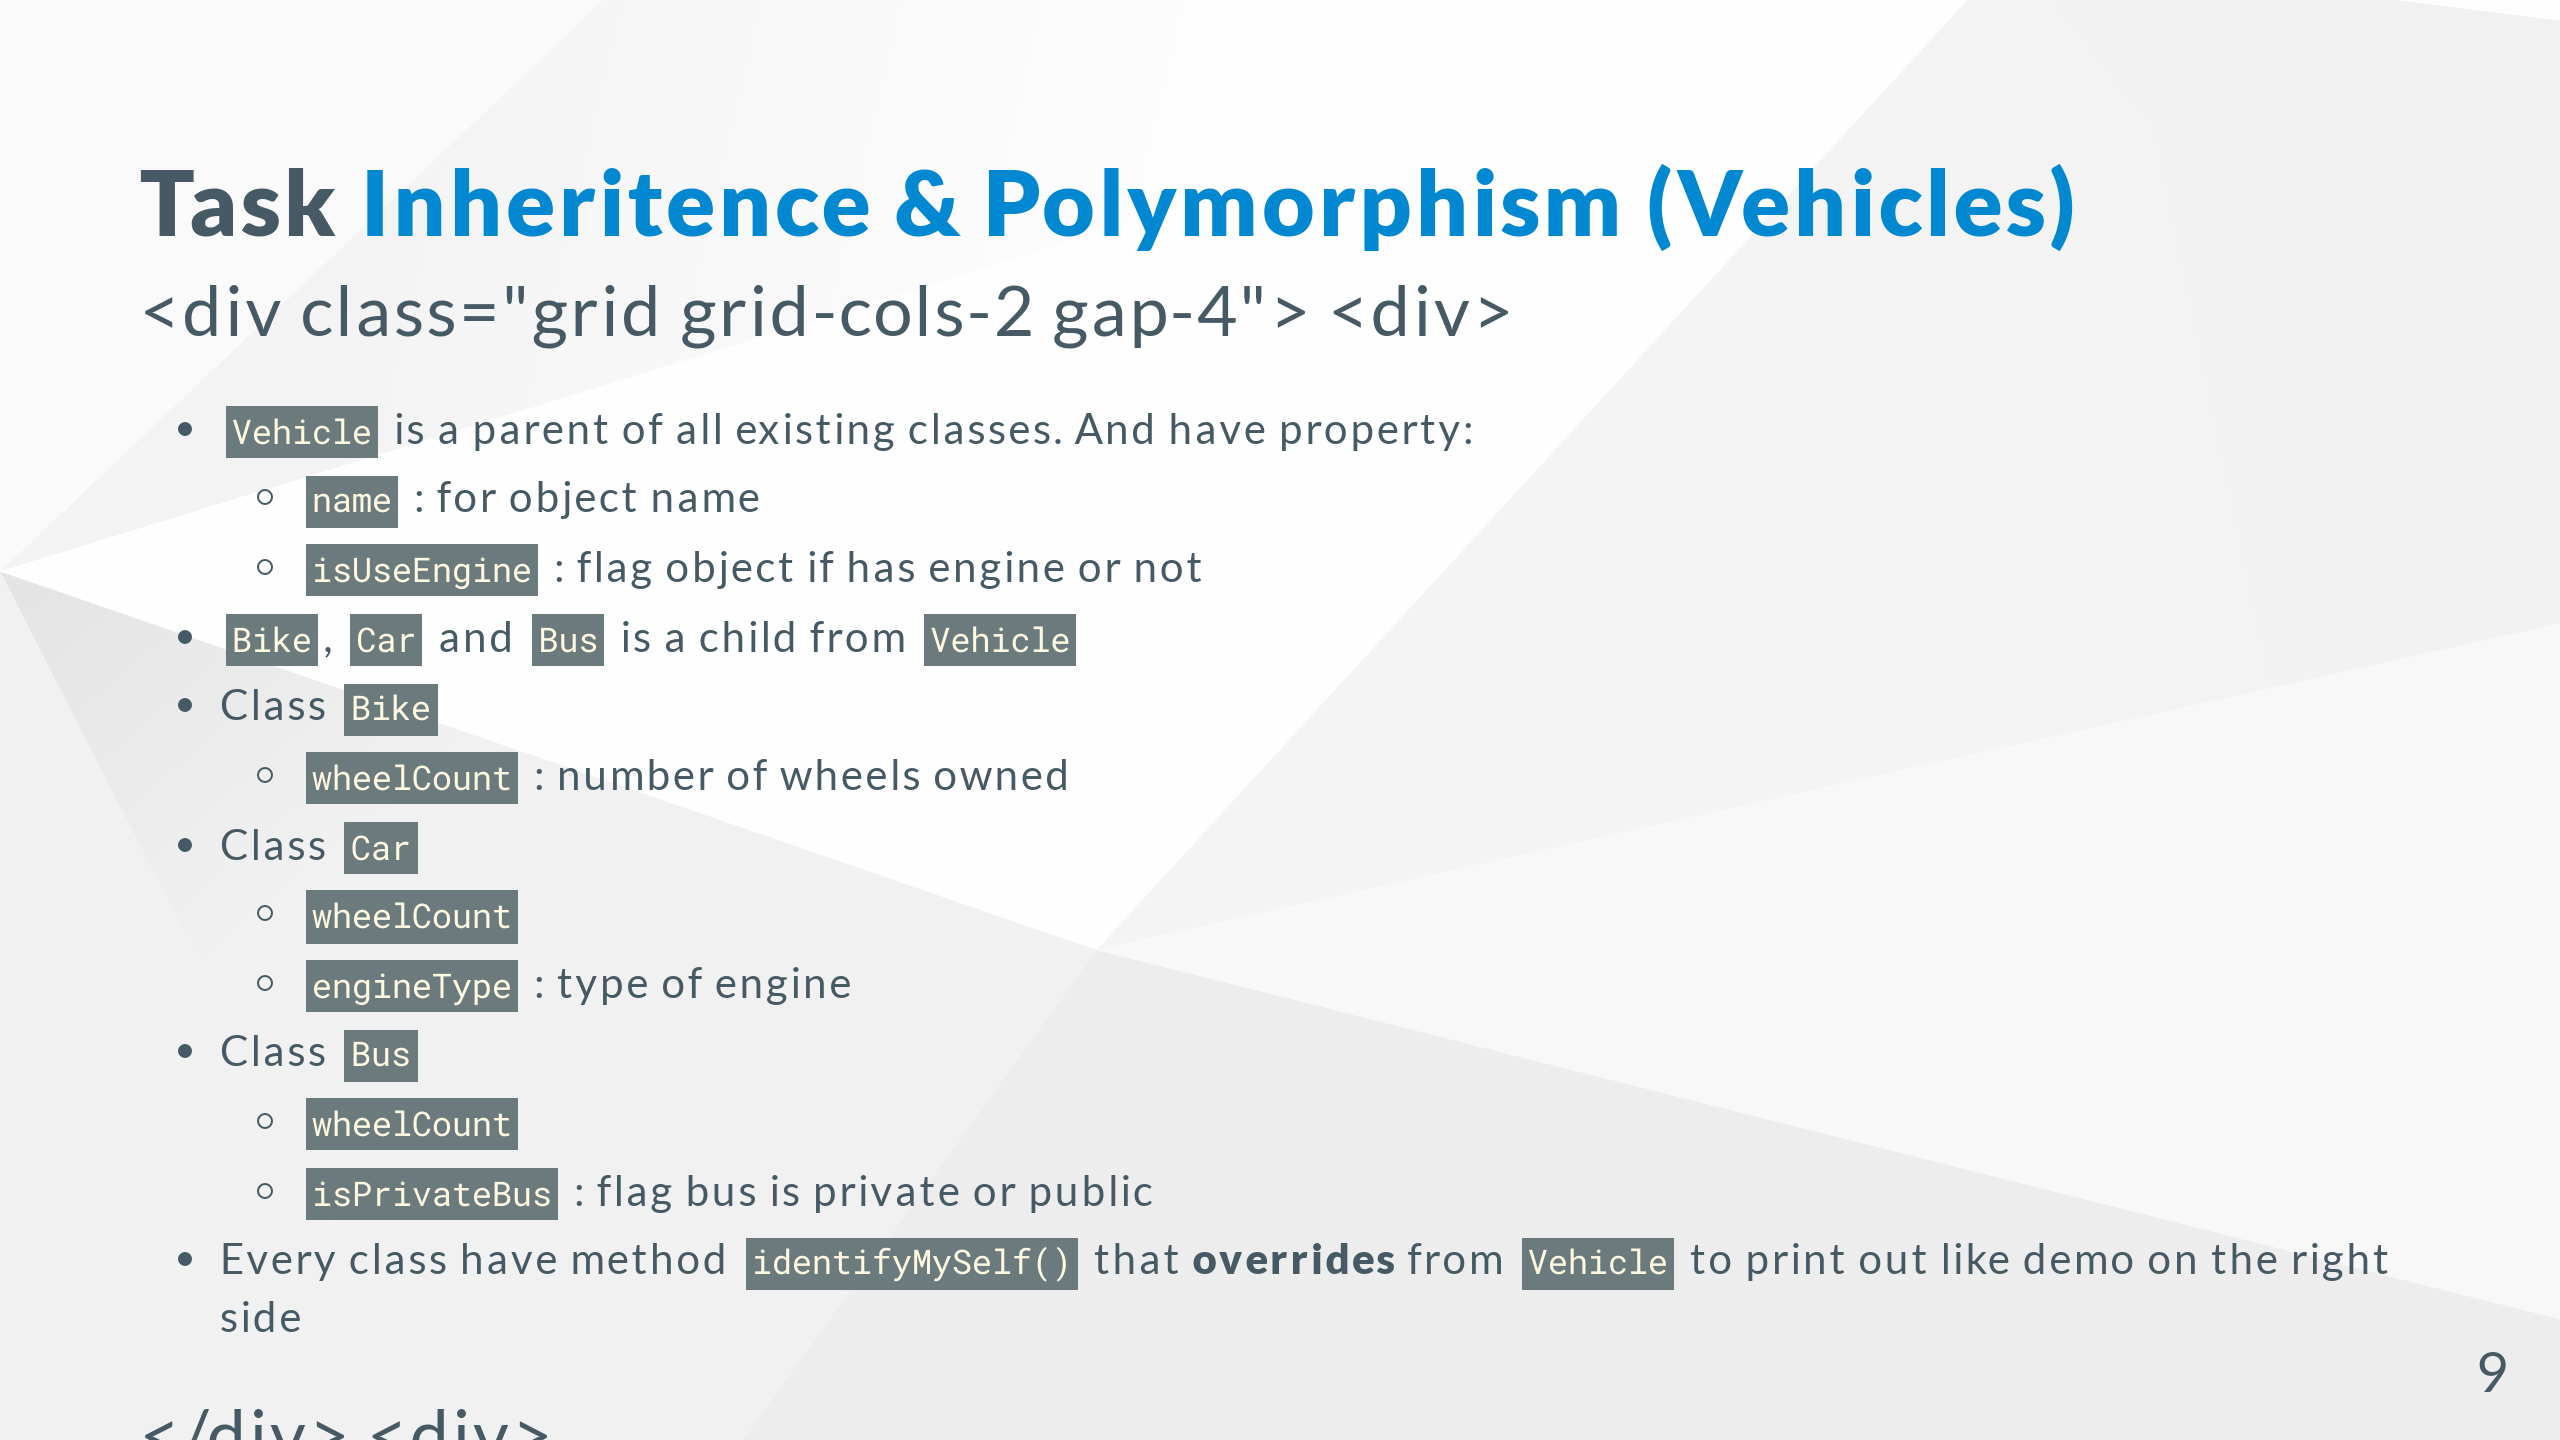 Task Inheritence & Polymorphism (Vehicles)
<div class="grid grid-cols-2 gap-4"> <div>
• Vehicle is a parent of all existing classes. And have property:
○ name : for object name
○ isUseEngine : flag object if has engine or not
• Bike, Car and Bus is a child from Vehicle
• Class Bike
○ wheelCount : number of wheels owned
• Class Car
○ wheelCount
○ engineType : type of engine
• Class Bus
○ wheelCount
○ isPrivateBus : flag bus is private or public
• Every class have method identifyMySelf() that overrides from Vehicle to print out like demo on the right
side
9
</div> <div>